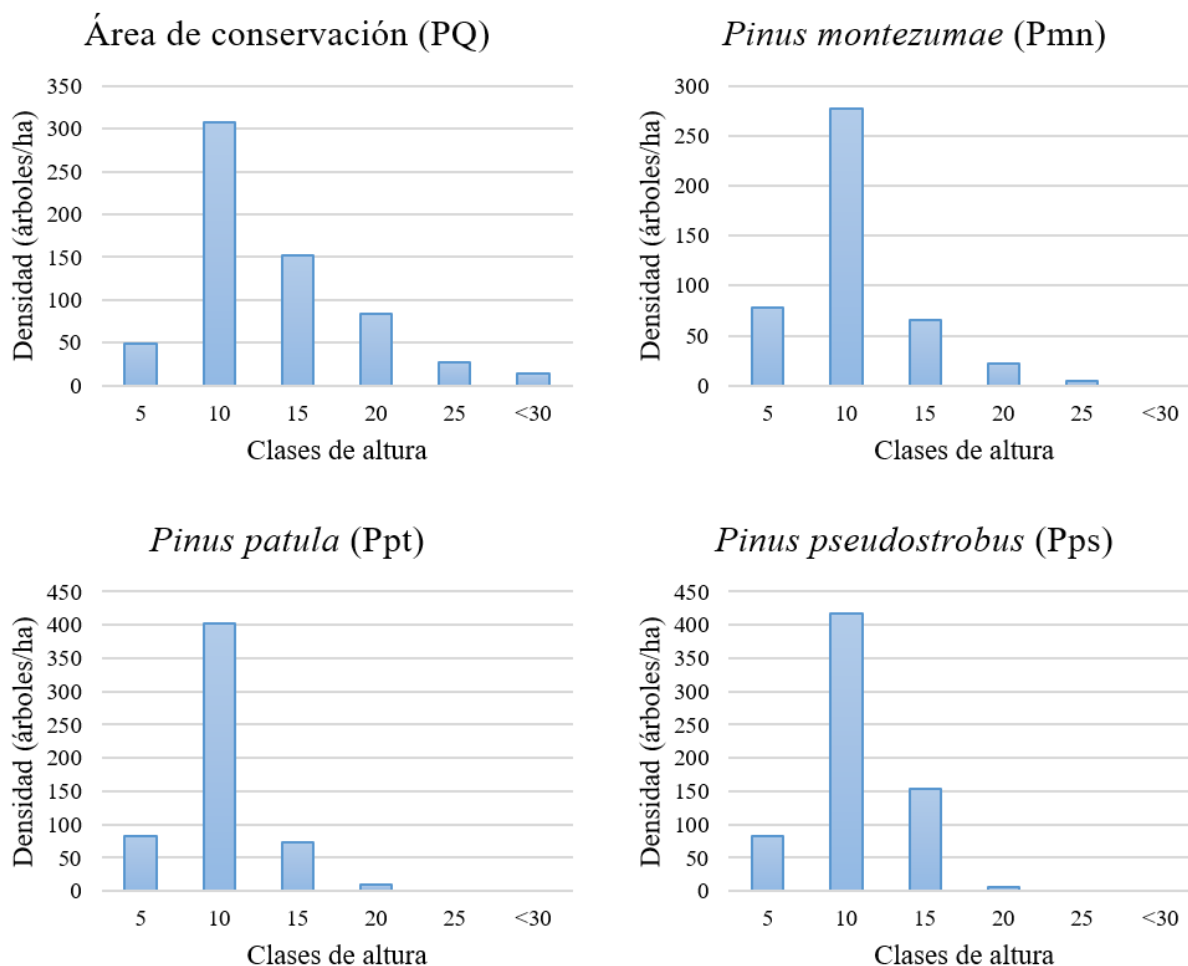 Área de conservación (PQ)
Densidad (árboles/ha)
350
300
250
200
150
100
50
0
5 10 15 20 25 <30
Clases de altura
Pinus montezumae (Pmn)
Densidad (árboles/ha)
300
250
200
150
100
50
0
5 10 15 20 25 <30
Clases de altura
Pinus patula (Ppt)
Densidad (árboles/ha)
450
400
350
300
250
200
150
100
50
0
5 10 15 20 25 <30
Clases de altura
Pinus pseudostrobus (Pps)
Densidad (árboles/ha)
450
400
350
300
250
200
150
100
50
0
5 10 15 20 25 <30
Clases de altura